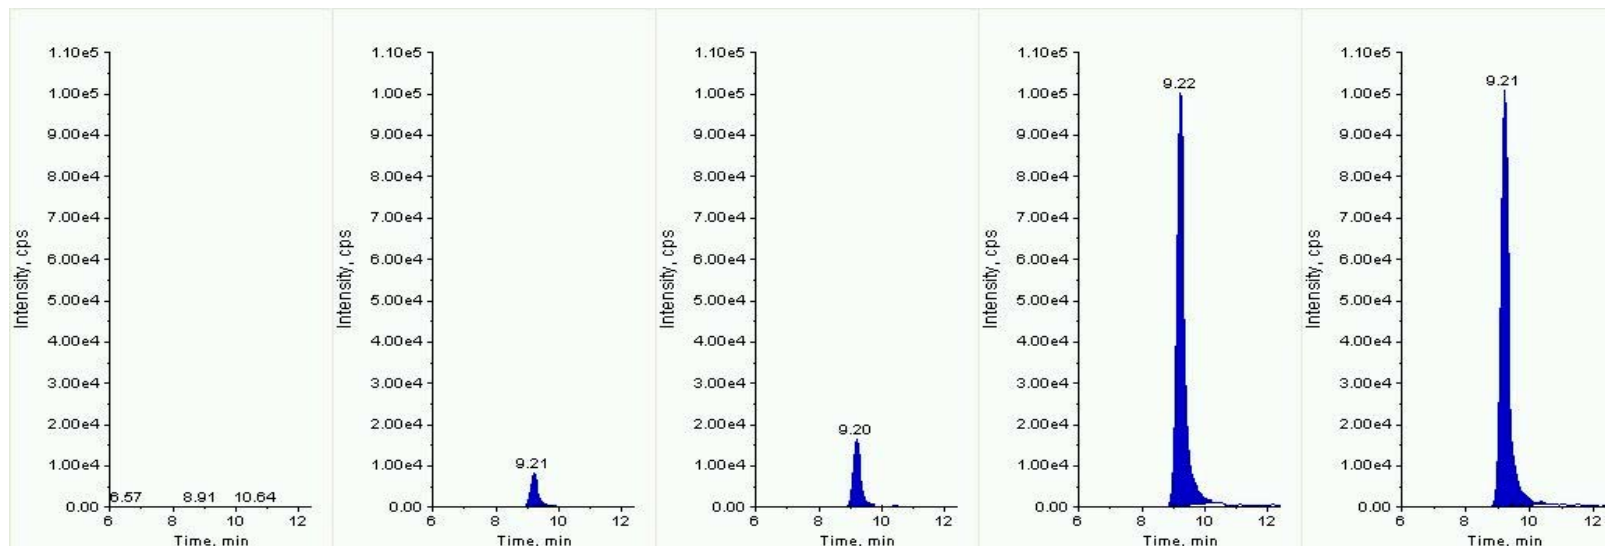 1.10e5
1.00e5
9.00e4
8.00e4
7.00e4
6.00e4
5.00e4
4.00e4
3.00e4
2.00e4
1.00e4
0.00
Intensity, cps
6.57 8.91 10.64
6 8 10 12
Time, min
1.10e5
1.00e5
9.00e4
8.00e4
7.00e4
6.00e4
5.00e4
4.00e4
3.00e4
2.00e4
1.00e4
0.00
Intensity, cps
9.21
6 8 10 12
Time, min
1.10e5
1.00e5
9.00e4
8.00e4
7.00e4
6.00e4
5.00e4
4.00e4
3.00e4
2.00e4
1.00e4
0.00
Intensity, cps
9.20
6 8 10 12
Time, min
1.10e5
1.00e5
9.00e4
8.00e4
7.00e4
6.00e4
5.00e4
4.00e4
3.00e4
2.00e4
1.00e4
0.00
Intensity, cps
9.22
6 8 10 12
Time, min
1.10e5
1.00e5
9.00e4
8.00e4
7.00e4
6.00e4
5.00e4
4.00e4
3.00e4
2.00e4
1.00e4
0.00
Intensity, cps
9.21
6 8 10 12
Time, min